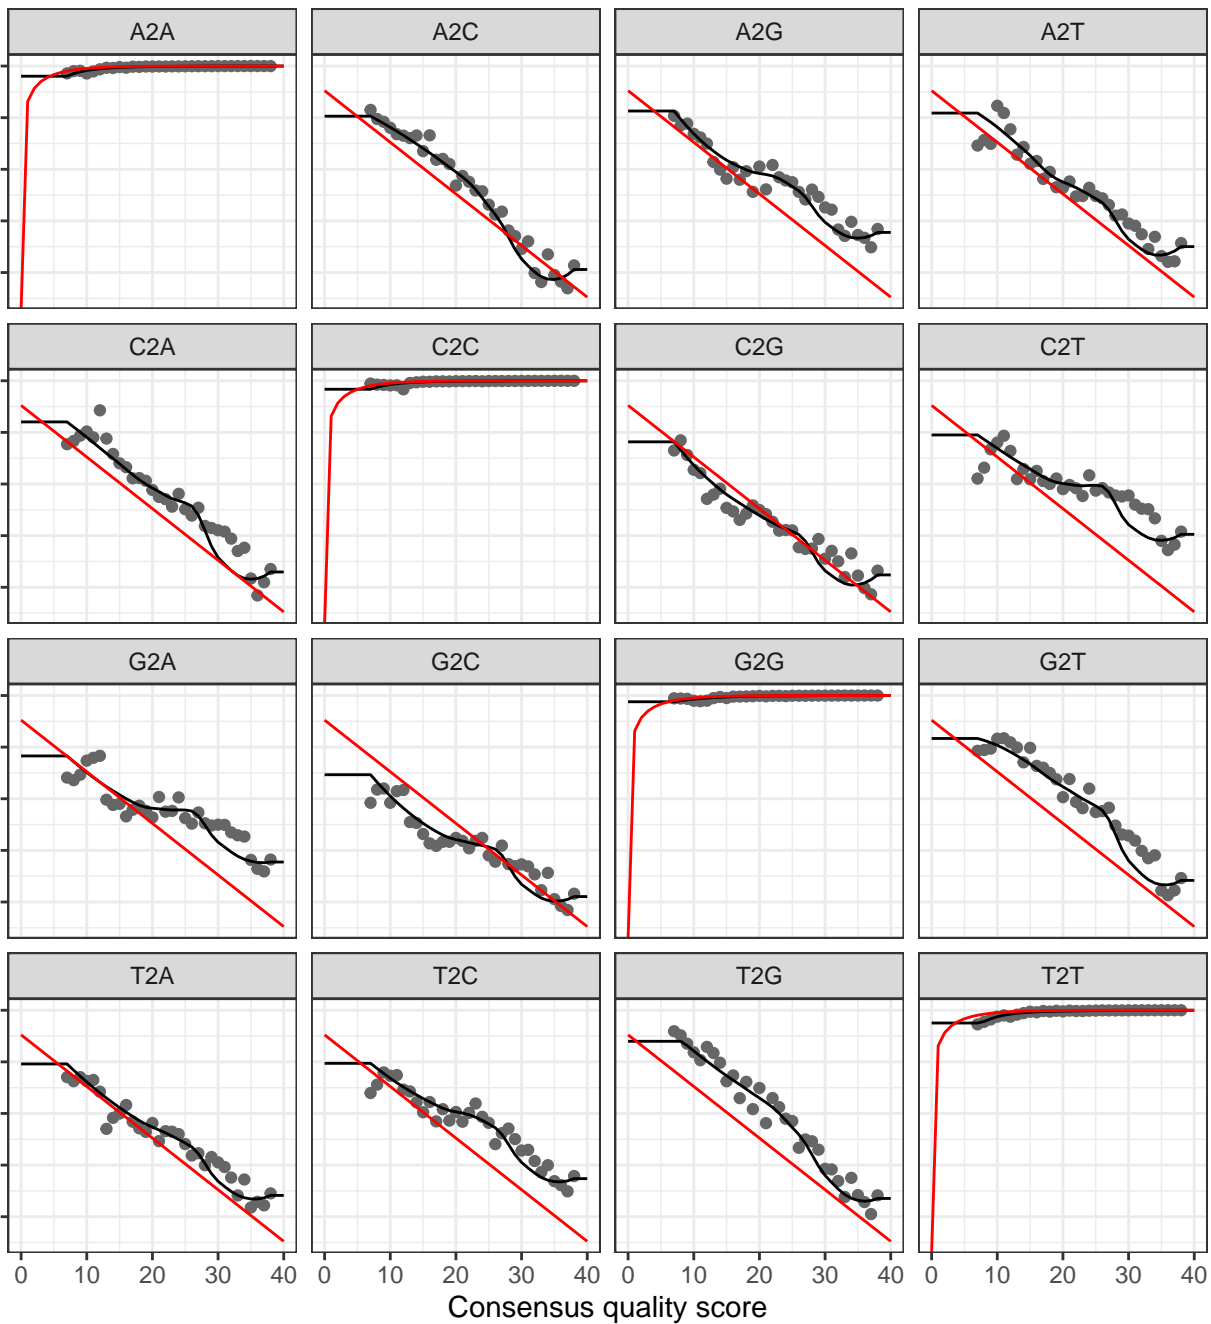 A2A A2C A2G A2T
C2A C2C C2G C2T
G2A G2C G2G G2T
T2A T2C T2G T2T
0 10 20 30 40 0 10 20 30 40 0 10 20 30 40 0 10 20 30 40
Consensus quality score